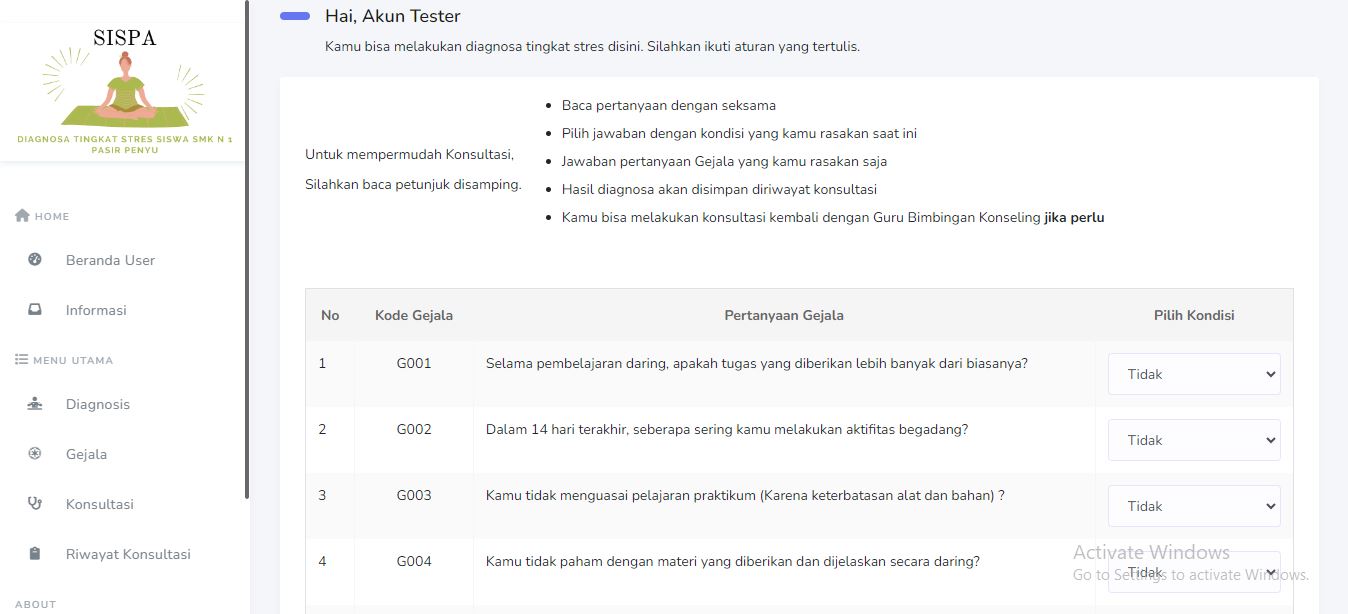 SISPA
DIAGNOSA TINGKAT STRES SISWA SMK N 1
PASIR PENYU
HOME
Beranda User
Informasi
MENU UTAMA
Diagnosis
Gejala
Konsultasi
Riwayat Konsultasi
ABOUT
Hai, Akun Tester
Kamu bisa melakukan diagnosa tingkat stres disini. Silahkan ikuti aturan yang tertulis.
Untuk mempermudah Konsultasi,
Silahkan baca petunjuk disamping.
Baca pertanyaan dengan seksama
Pilih jawaban dengan kondisi yang kamu rasakan saat ini
Jawaban pertanyaan Gejala yang kamu rasakan saja
Hasil diagnosa akan disimpan diriwayat konsultasi
Kamu bisa melakukan konsultasi kembali dengan Guru Bimbingan Konseling jika perlu
No Kode Gejala Pertanyaan Gejala Pilih Kondisi
1 G001 Selama pembelajaran daring, apakah tugas yang diberikan lebih banyak dari biasanya? Tidak
2 G002 Dalam 14 hari terakhir, seberapa sering kamu melakukan aktifitas begadang? Tidak
3 G003 Kamu tidak menguasai pelajaran praktikum (Karena keterbatasan alat dan bahan) ? Tidak
4 G004 Kamu tidak paham dengan materi yang diberikan dan dijelaskan secara daring? Tidak
Activate Windows
Go to Settings to activate Windows.